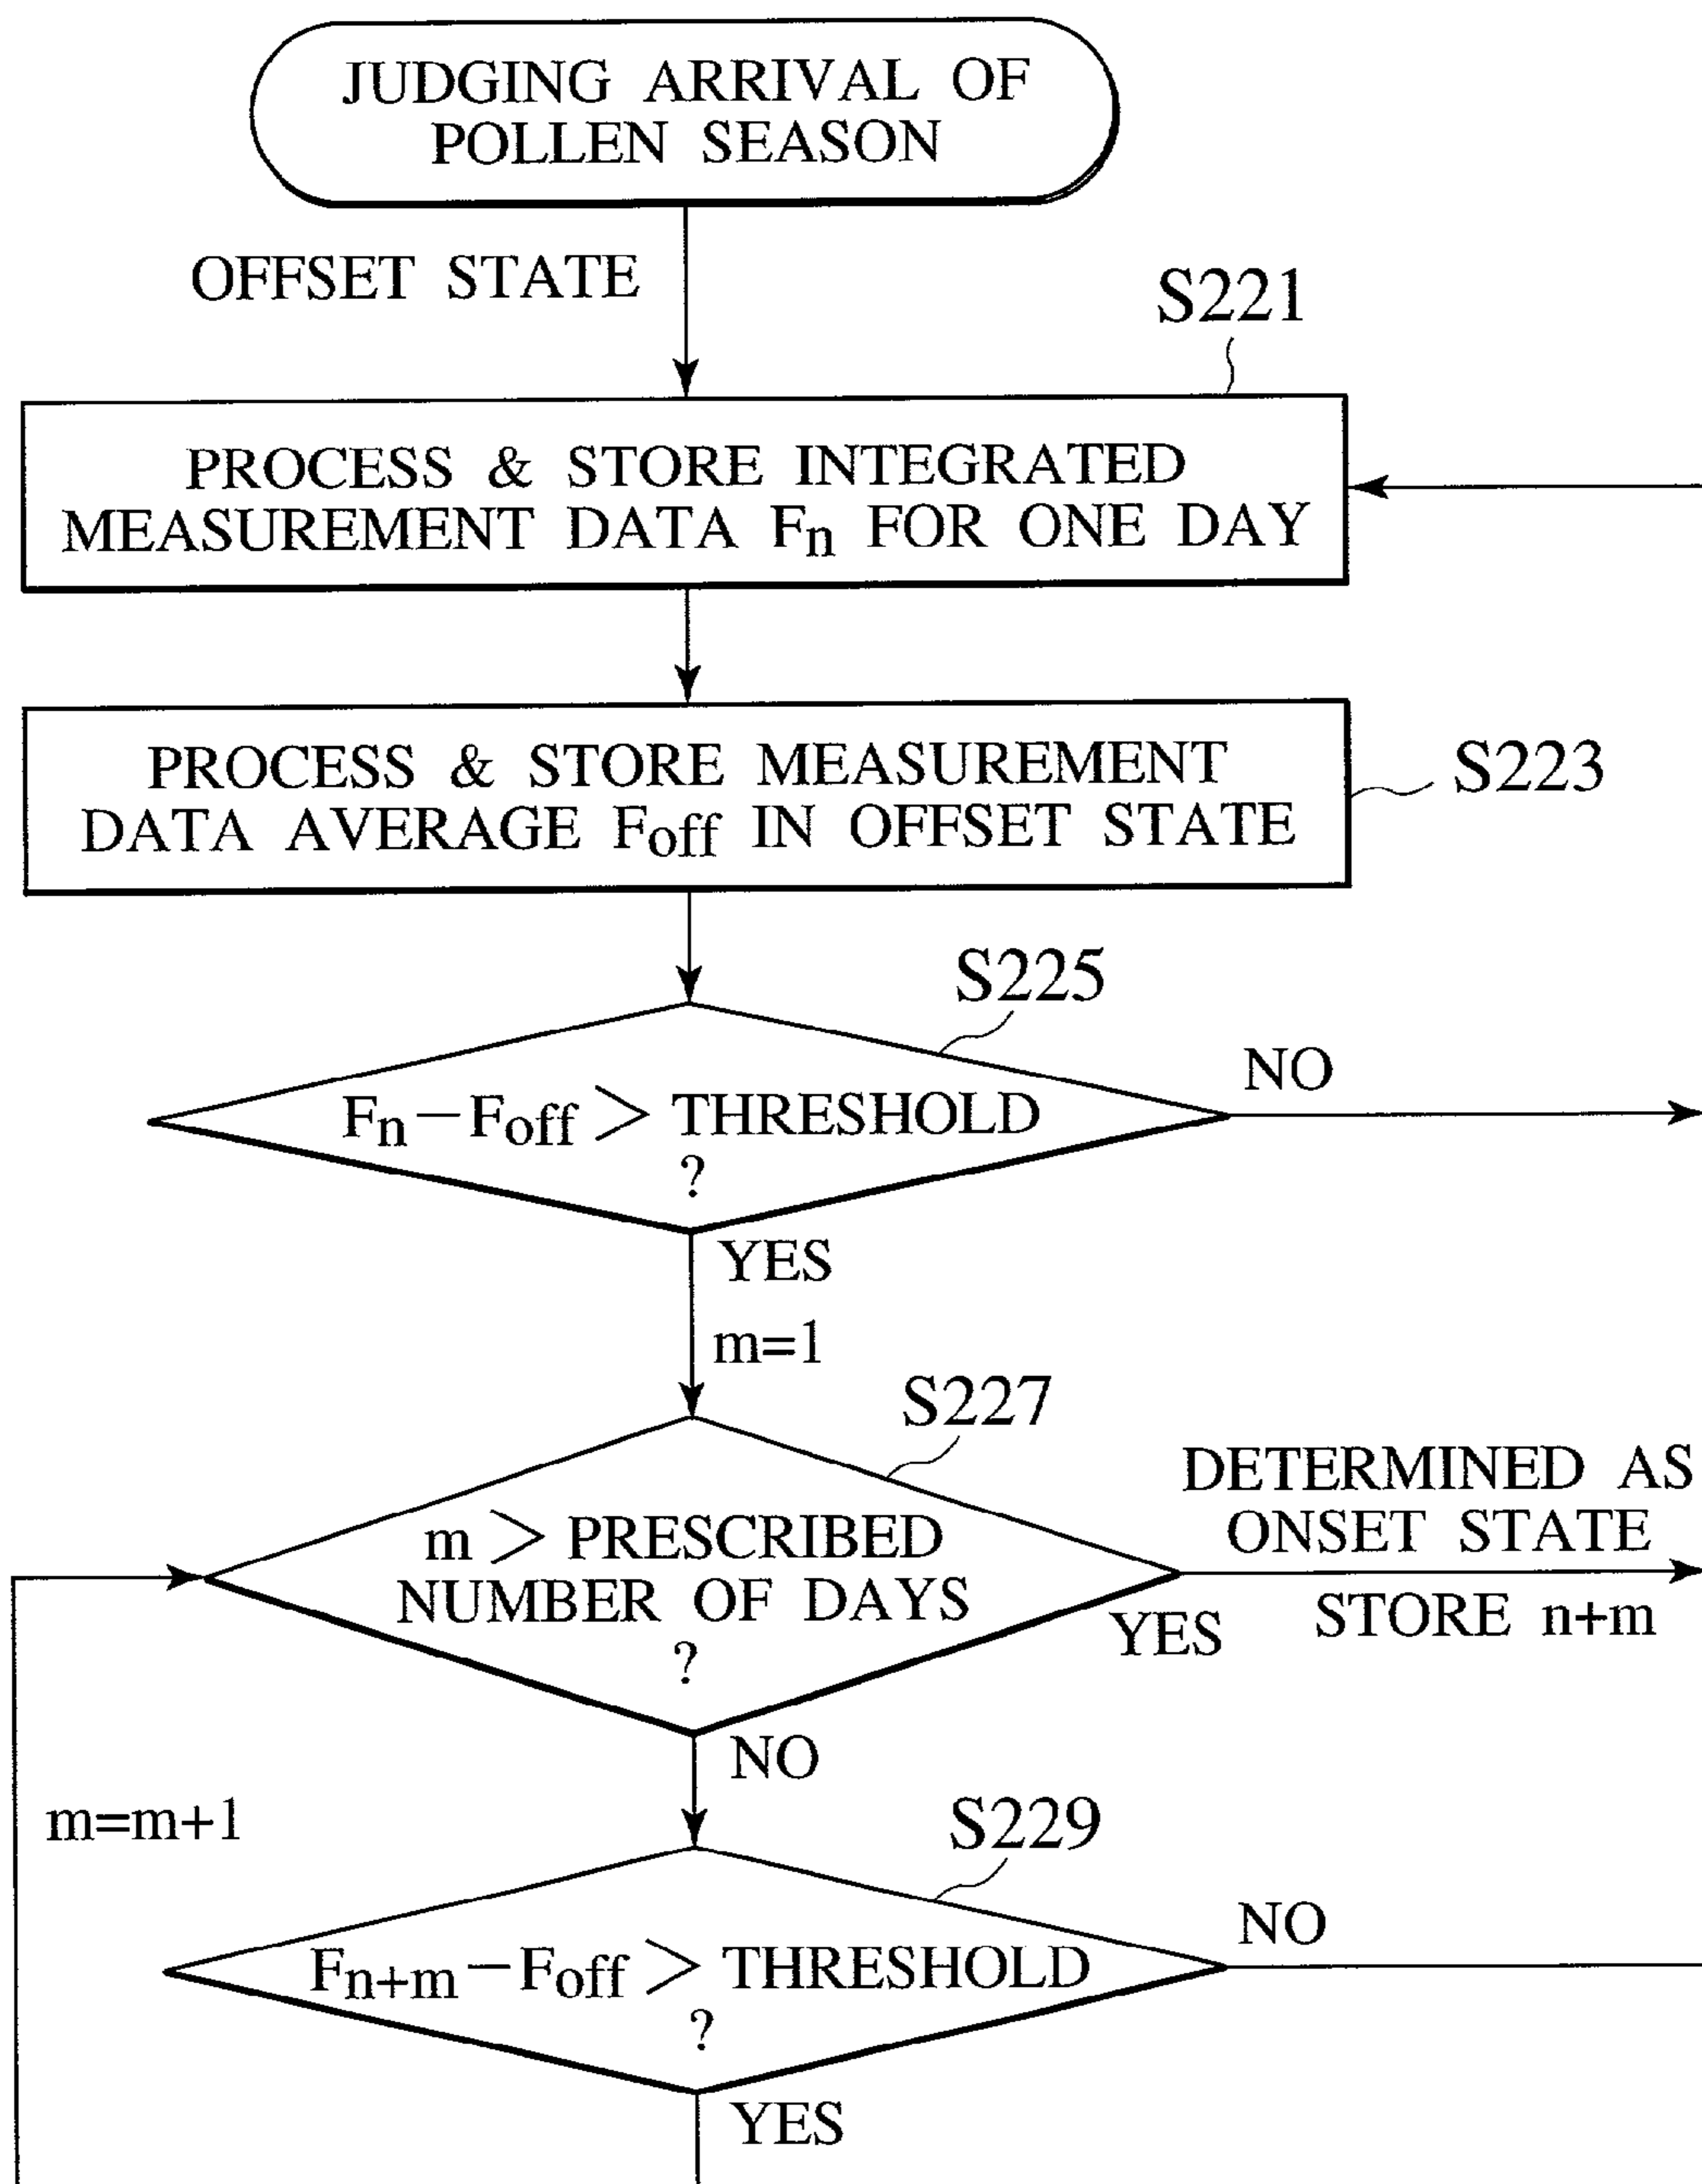 JUDGING ARRIVAL OF
POLLEN SEASON
OFFSET STATE
S221
PROCESS & STORE INTEGRATED
MEASUREMENT DATA Fn FOR ONE DAY
PROCESS & STORE MEASUREMENT
DATA AVERAGE Foff IN OFFSET STATE
S223
S225
Fn−Foff > THRESHOLD
?
NO
YES
m=1
S227
m > PRESCRIBED
NUMBER OF DAYS
?
YES
DETERMINED AS
ONSET STATE
STORE n+m
NO
m=m+1
S229
Fn+m−Foff > THRESHOLD
?
NO
YES